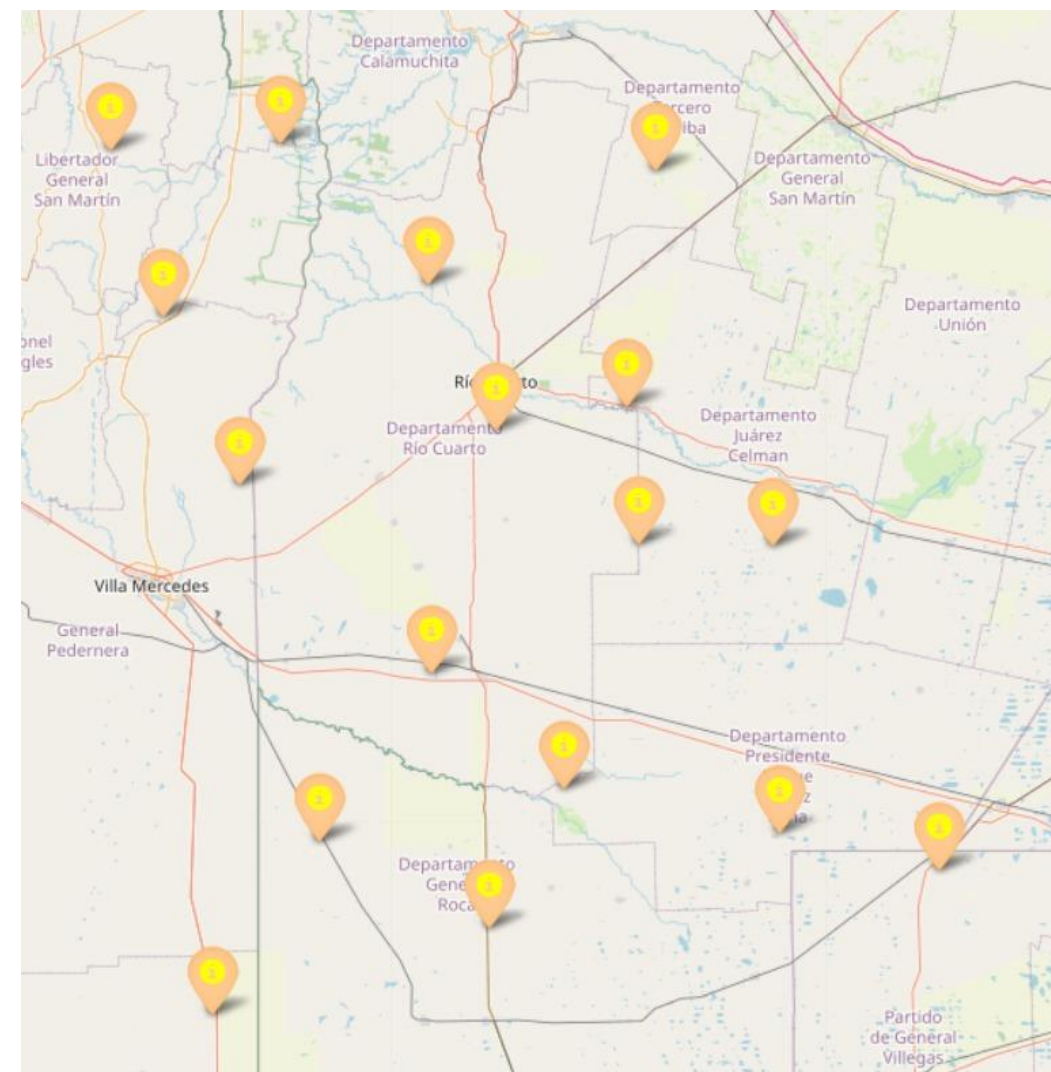 Departamento
Calamuchita
Departamento
Libertador
General
San Martín
Departamento
General
San Martín
Departamento
Unión
Departamento
Río Cuarto
Departamento
Juárez
Celman
Villa Mercedes
General
Pedernera
Departamento
Presidente
Departamento
Roca
Partido
de General
Villegas